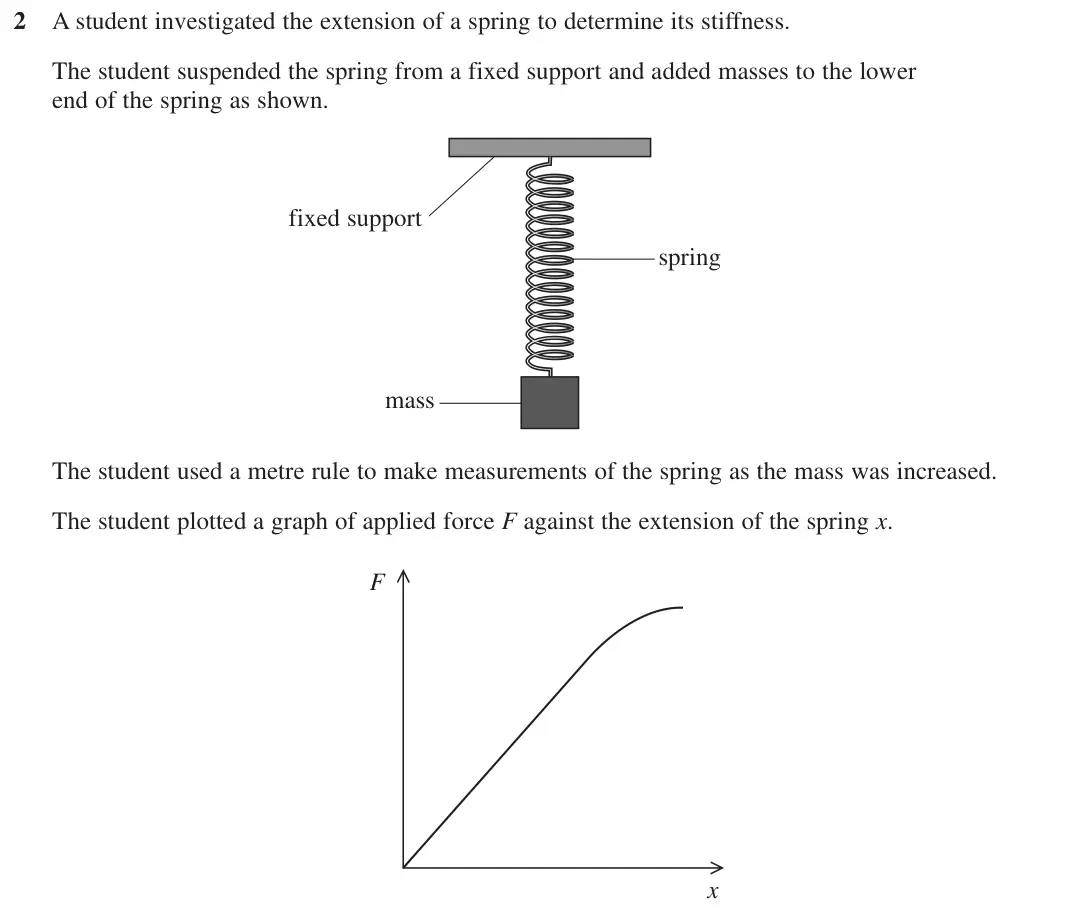 2 A student investigated the extension of a spring to determine its stiffness.
The student suspended the spring from a fixed support and added masses to the lower
end of the spring as shown.
fixed support
spring
mass
The student used a metre rule to make measurements of the spring as the mass was increased.
The student plotted a graph of applied force F against the extension of the spring x.
F
x